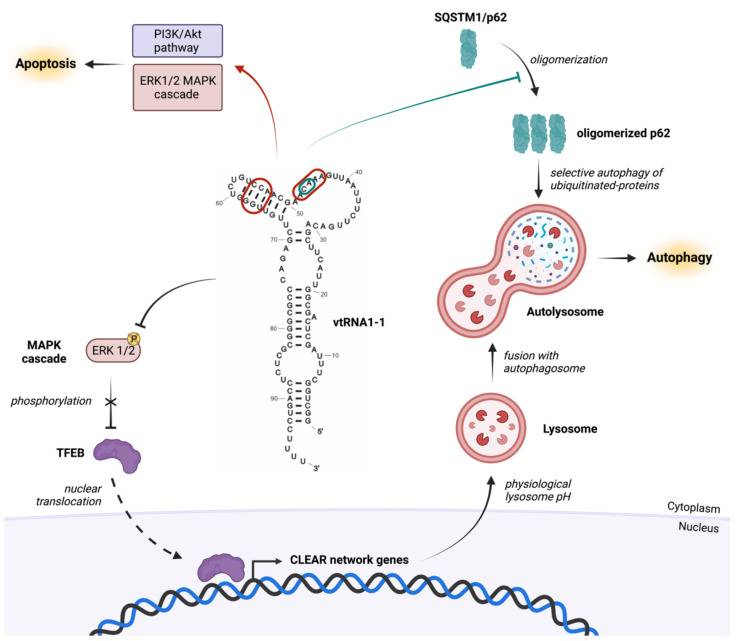 SQSTM1/p62
oligomerization
PI3K/Akt
pathway
Apoptosis
ERK1/2 MAPK
cascade
oligomerized p62
selective autophagy of
ubiquitinated-proteins
40
60
50
30
70
Autophagy
20
Autolysosome
vtRNA1-1
80
10
MAPK
cascade
P
ERK 1/2
fusion with
autophagosome
phosphorylation
90
5'
Lysosome
TFEB
3'
nuclear
translocation
physiological
lysosome pH
Cytoplasm
Nucleus
CLEAR network genes